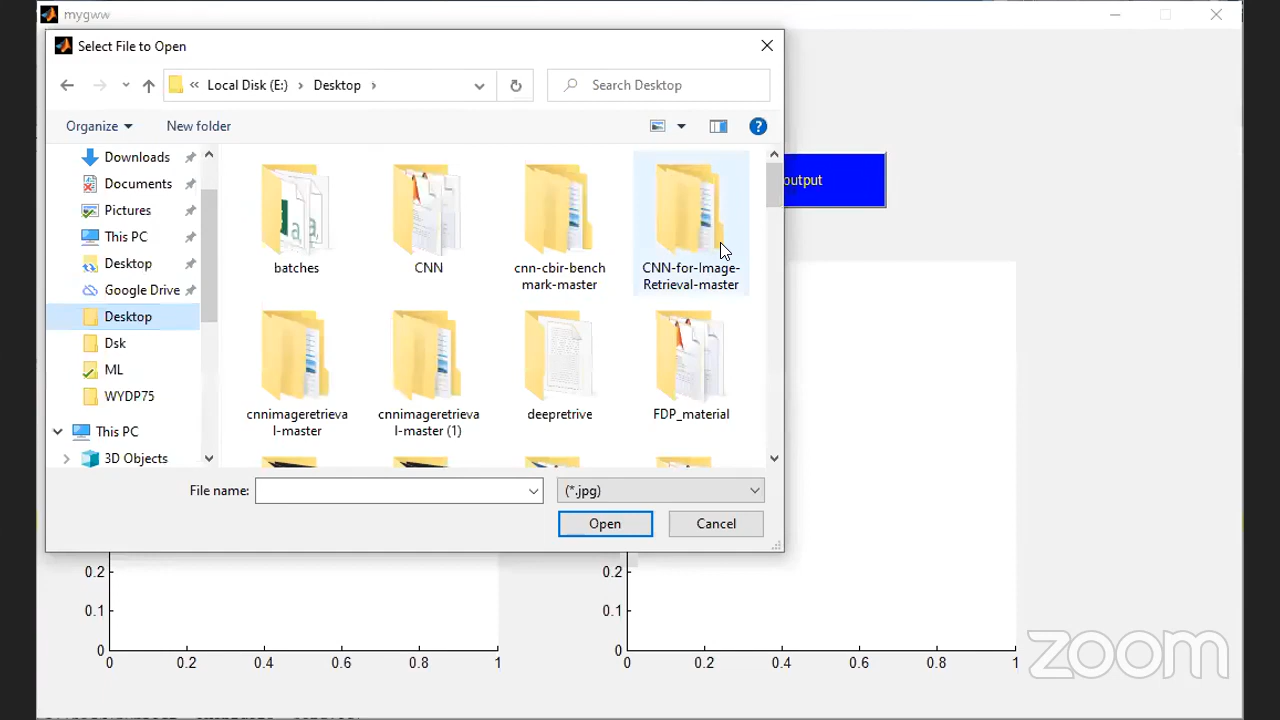 mygww
Select File to Open
« Local Disk (E:) › Desktop ›
Search Desktop
Organize
New folder
?
Downloads
Documents
Pictures
This PC
Desktop
Google Drive
Desktop
Dsk
ML
WYDP75
This PC
3D Objects
batches
CNN
cnn-cbir-bench
mark-master
CNN-for-Image-
Retrieval-master
cnnimageretrieva
l-master
cnnimageretrieva
l-master (1)
deepretrive
FDP_material
File name:
(*.jpg)
Open
Cancel
output
0.2
0.1
0
0 0.2 0.4 0.6 0.8 1
0.2
0.1
0
0 0.2 0.4 0.6 0.8 1
zoom